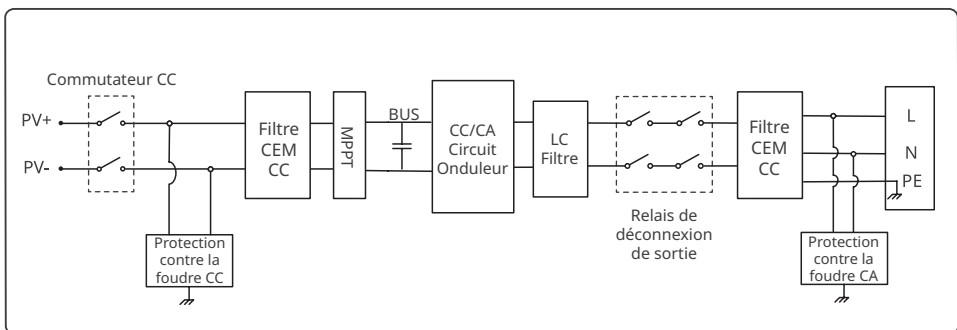 Commutateur CC
PV+
PV-
Filtre
CEM
CC
MPPT
BUS
CC/CA
Circuit
Onduleur
LC
Filtre
Relais de
déconnexion
de sortie
Filtre
CEM
CC
L
N
PE
Protection
contre la
foudre CC
Protection
contre la
foudre CA